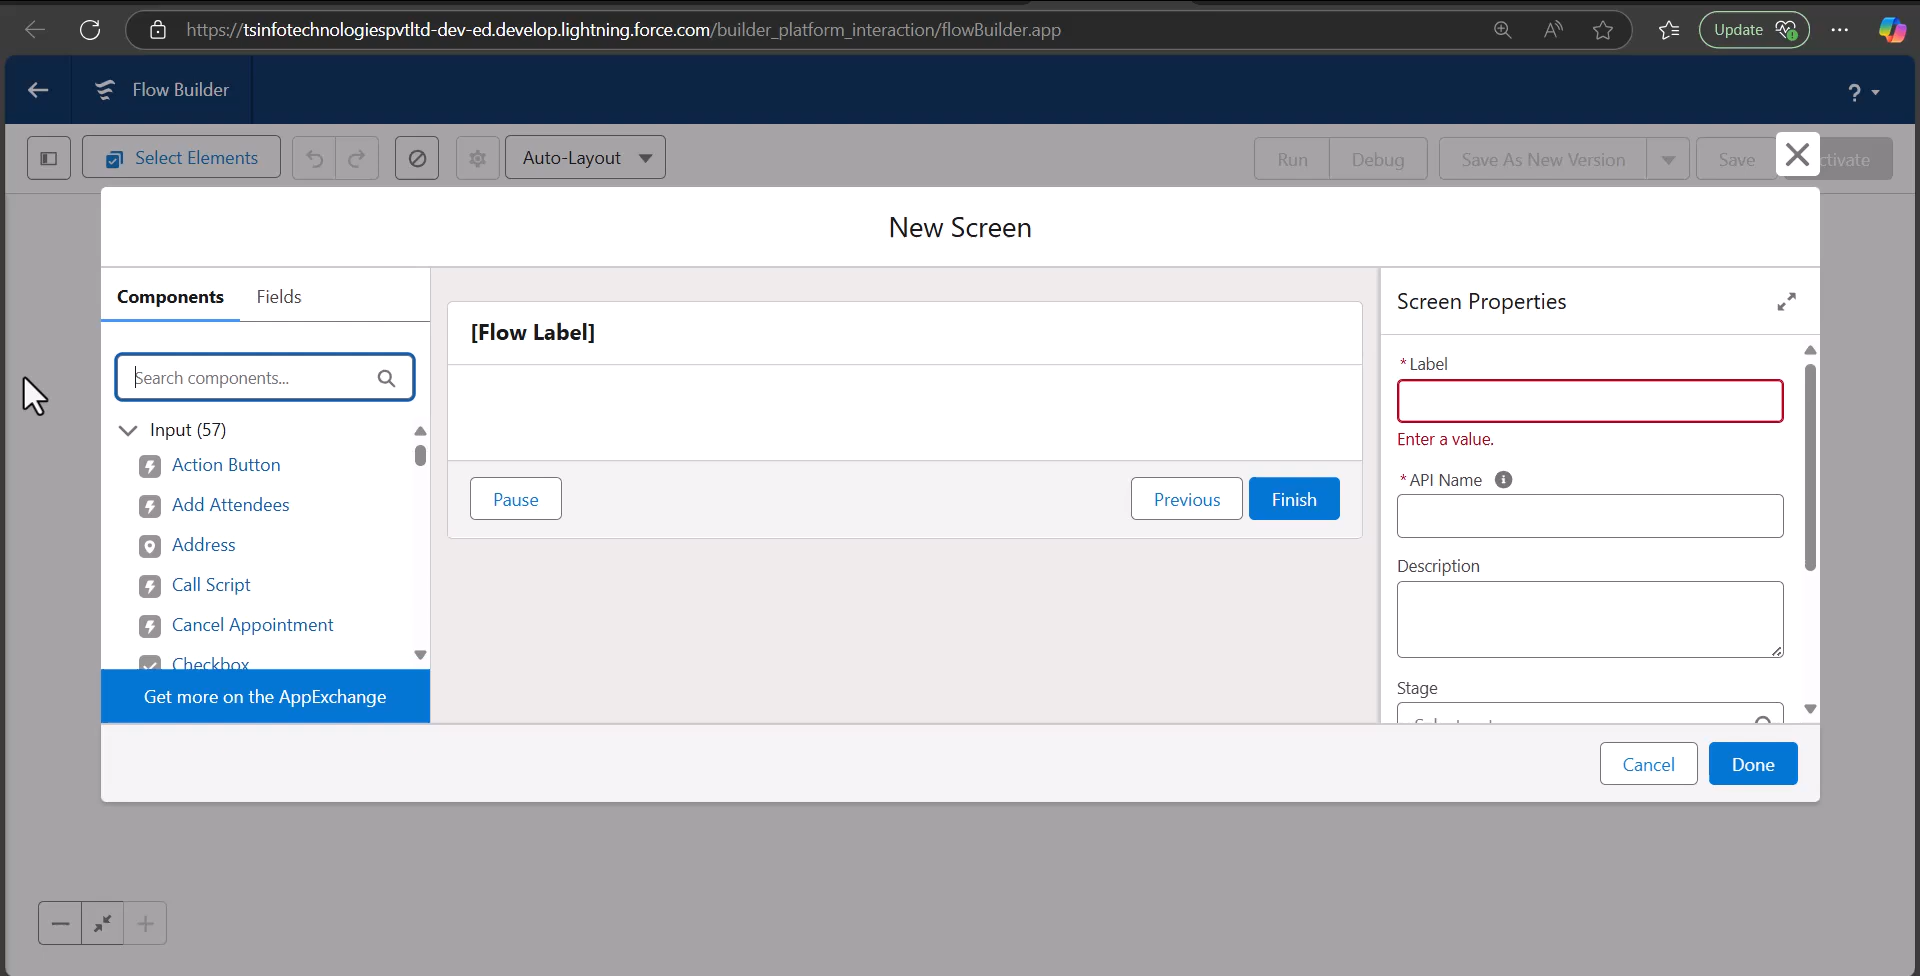 https://tsinfotechnologiespvtltd-dev-ed.develop.lightning.force.com/builder_platform_interaction/flowBuilder.app
Update
Flow Builder
?
Select Elements
Auto-Layout
Run
Debug
Save As New Version
Save
ctivate
New Screen
Components
Fields
Search components...
Input (57)
Action Button
Add Attendees
Address
Call Script
Cancel Appointment
Checkbox
Get more on the AppExchange
[Flow Label]
Pause
Previous
Finish
Screen Properties
* Label
Enter a value.
* API Name
Description
Stage
Cancel
Done